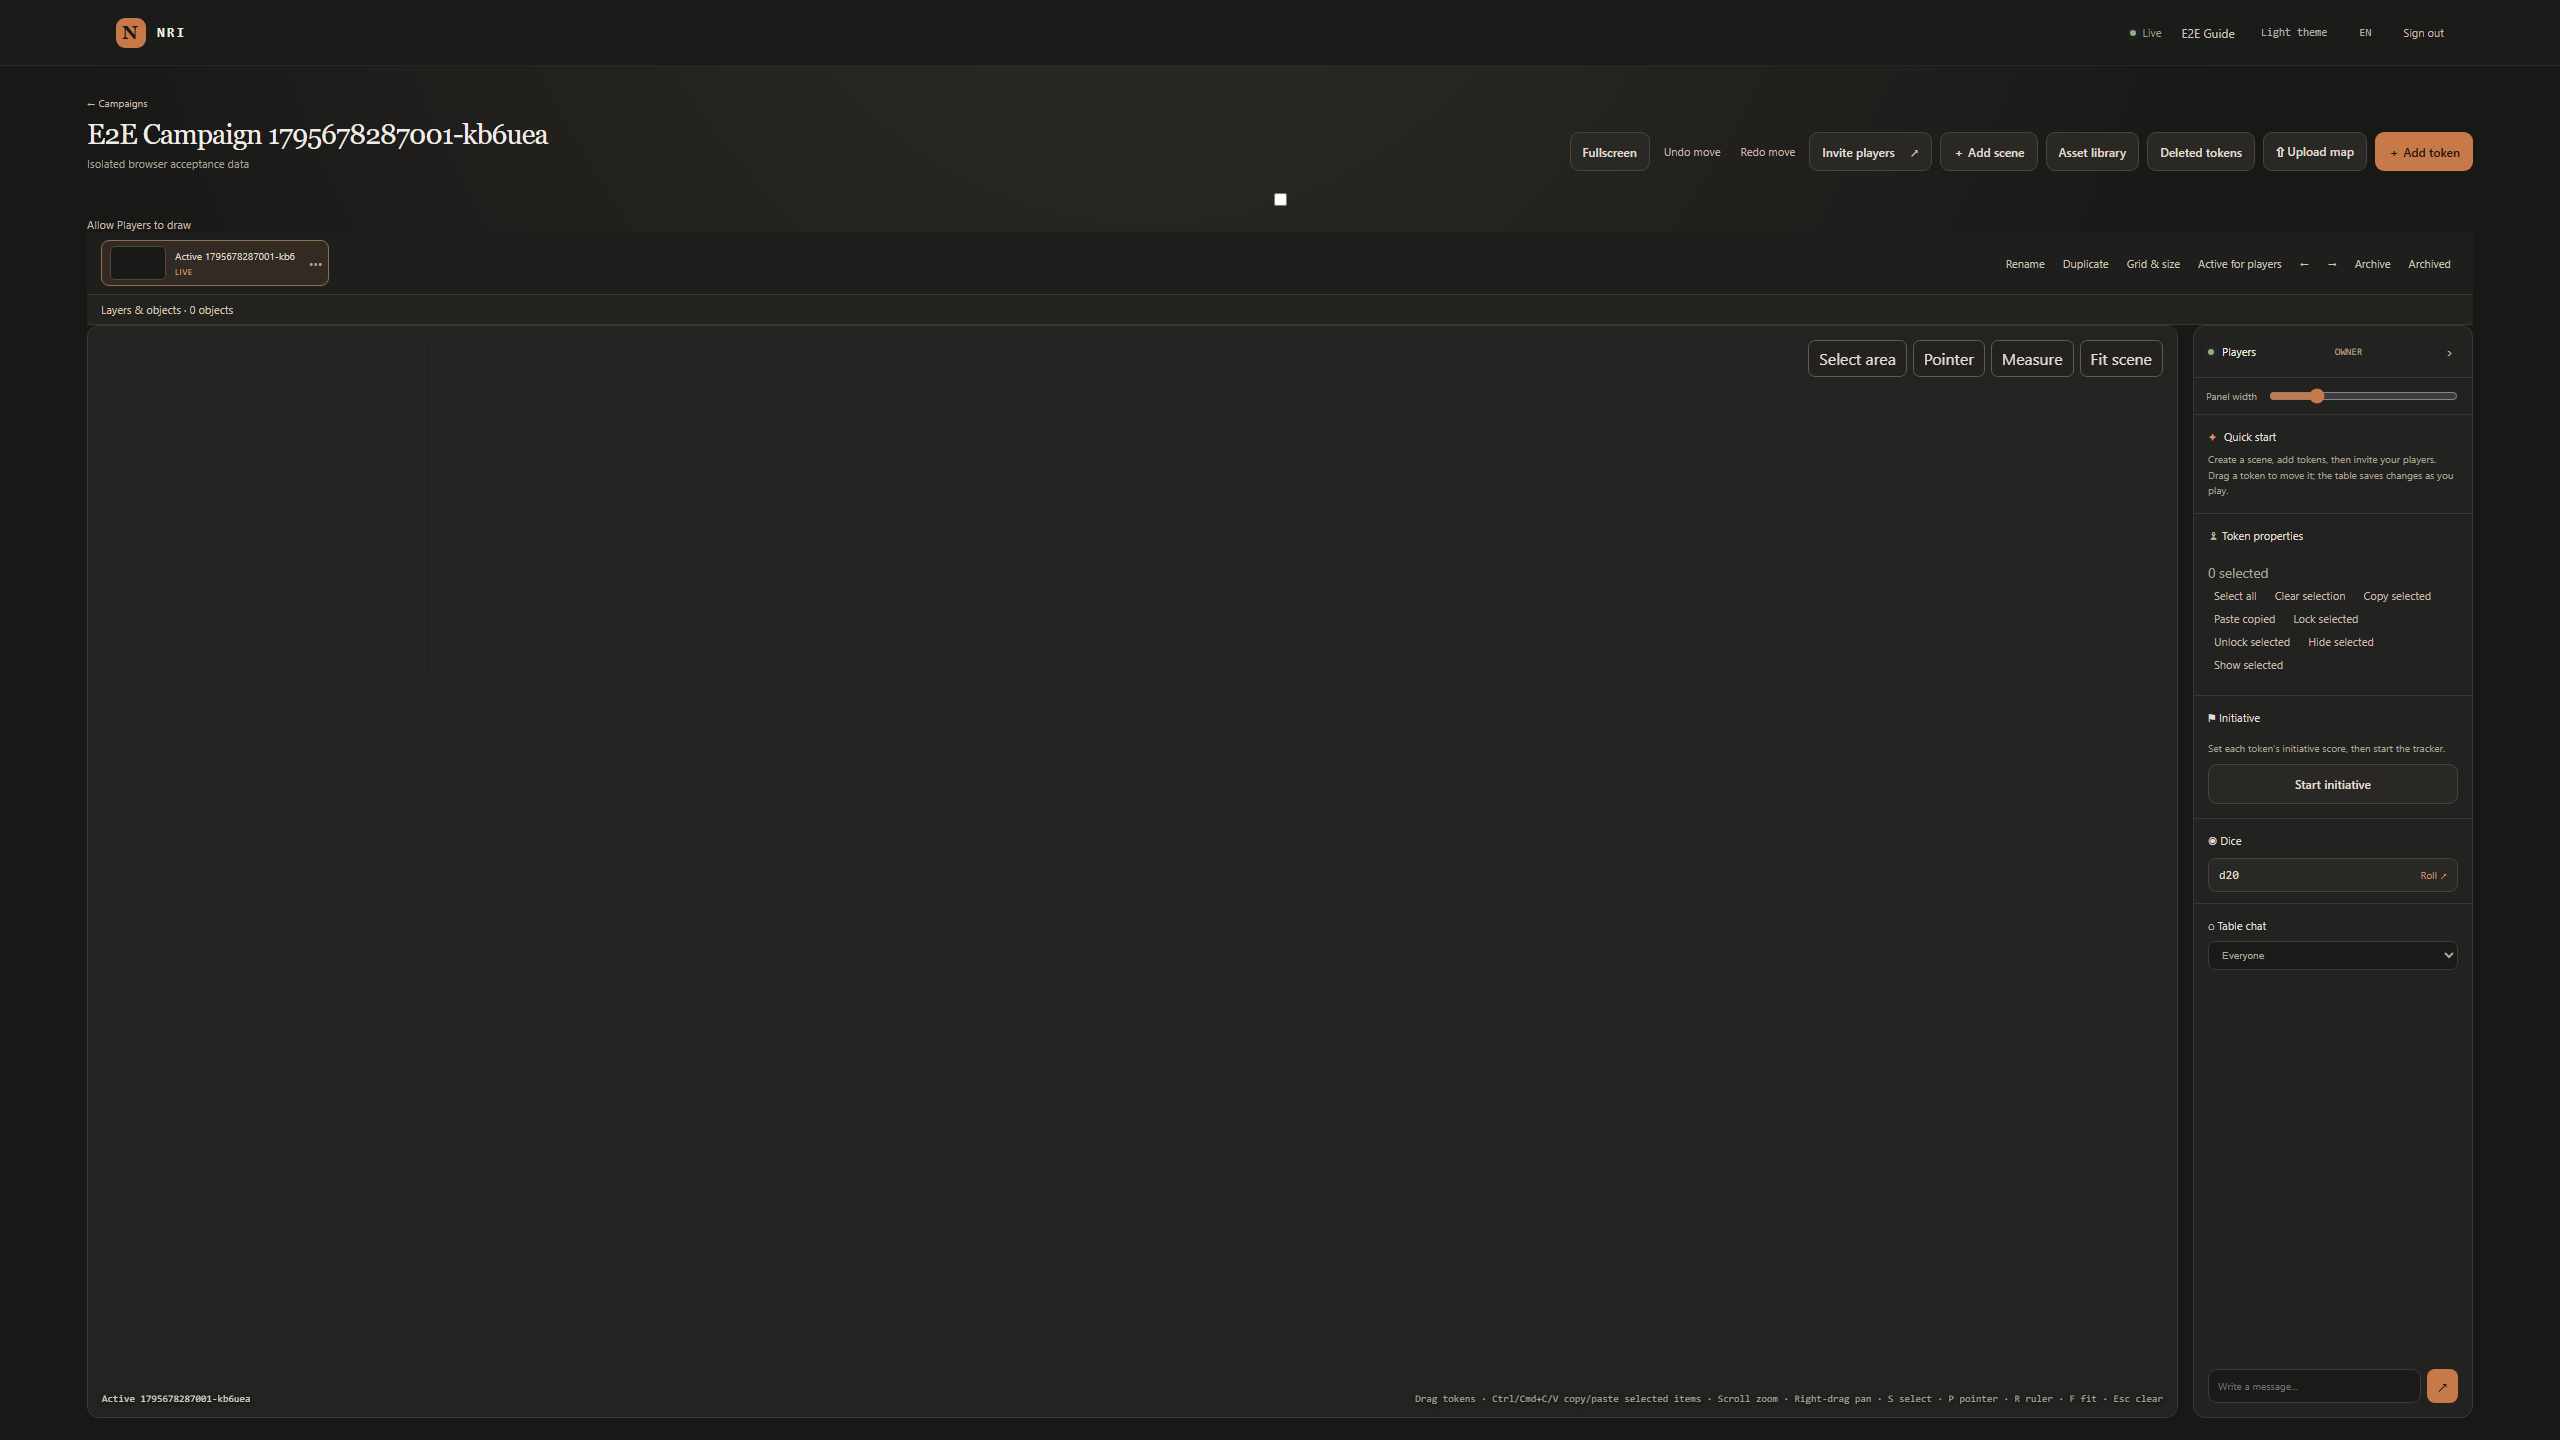 N NRI
Live E2E Guide Light theme EN Sign out
← Campaigns
E2E Campaign 1795678287001-kb6uea
Isolated browser acceptance data
Fullscreen Undo move Redo move Invite players ↗ + Add scene Asset library Deleted tokens ⇧ Upload map + Add token
Allow Players to draw
Active 1795678287001-kb6
LIVE
...
Rename Duplicate Grid & size Active for players ← → Archive Archived
Layers & objects · 0 objects
Select area Pointer Measure Fit scene
Players OWNER ›
Panel width
✦ Quick start
Create a scene, add tokens, then invite your players.
Drag a token to move it; the table saves changes as you
play.
♙ Token properties
0 selected
Select all Clear selection Copy selected
Paste copied Lock selected
Unlock selected Hide selected
Show selected
⚑ Initiative
Set each token's initiative score, then start the tracker.
Start initiative
◉ Dice
d20 Roll ↗
⌂ Table chat
Everyone
Write a message... ↗
Active 1795678287001-kb6uea
Drag tokens · Ctrl/Cmd+C/V copy/paste selected items · Scroll zoom · Right-drag pan · S select · P pointer · R ruler · F fit · Esc clear